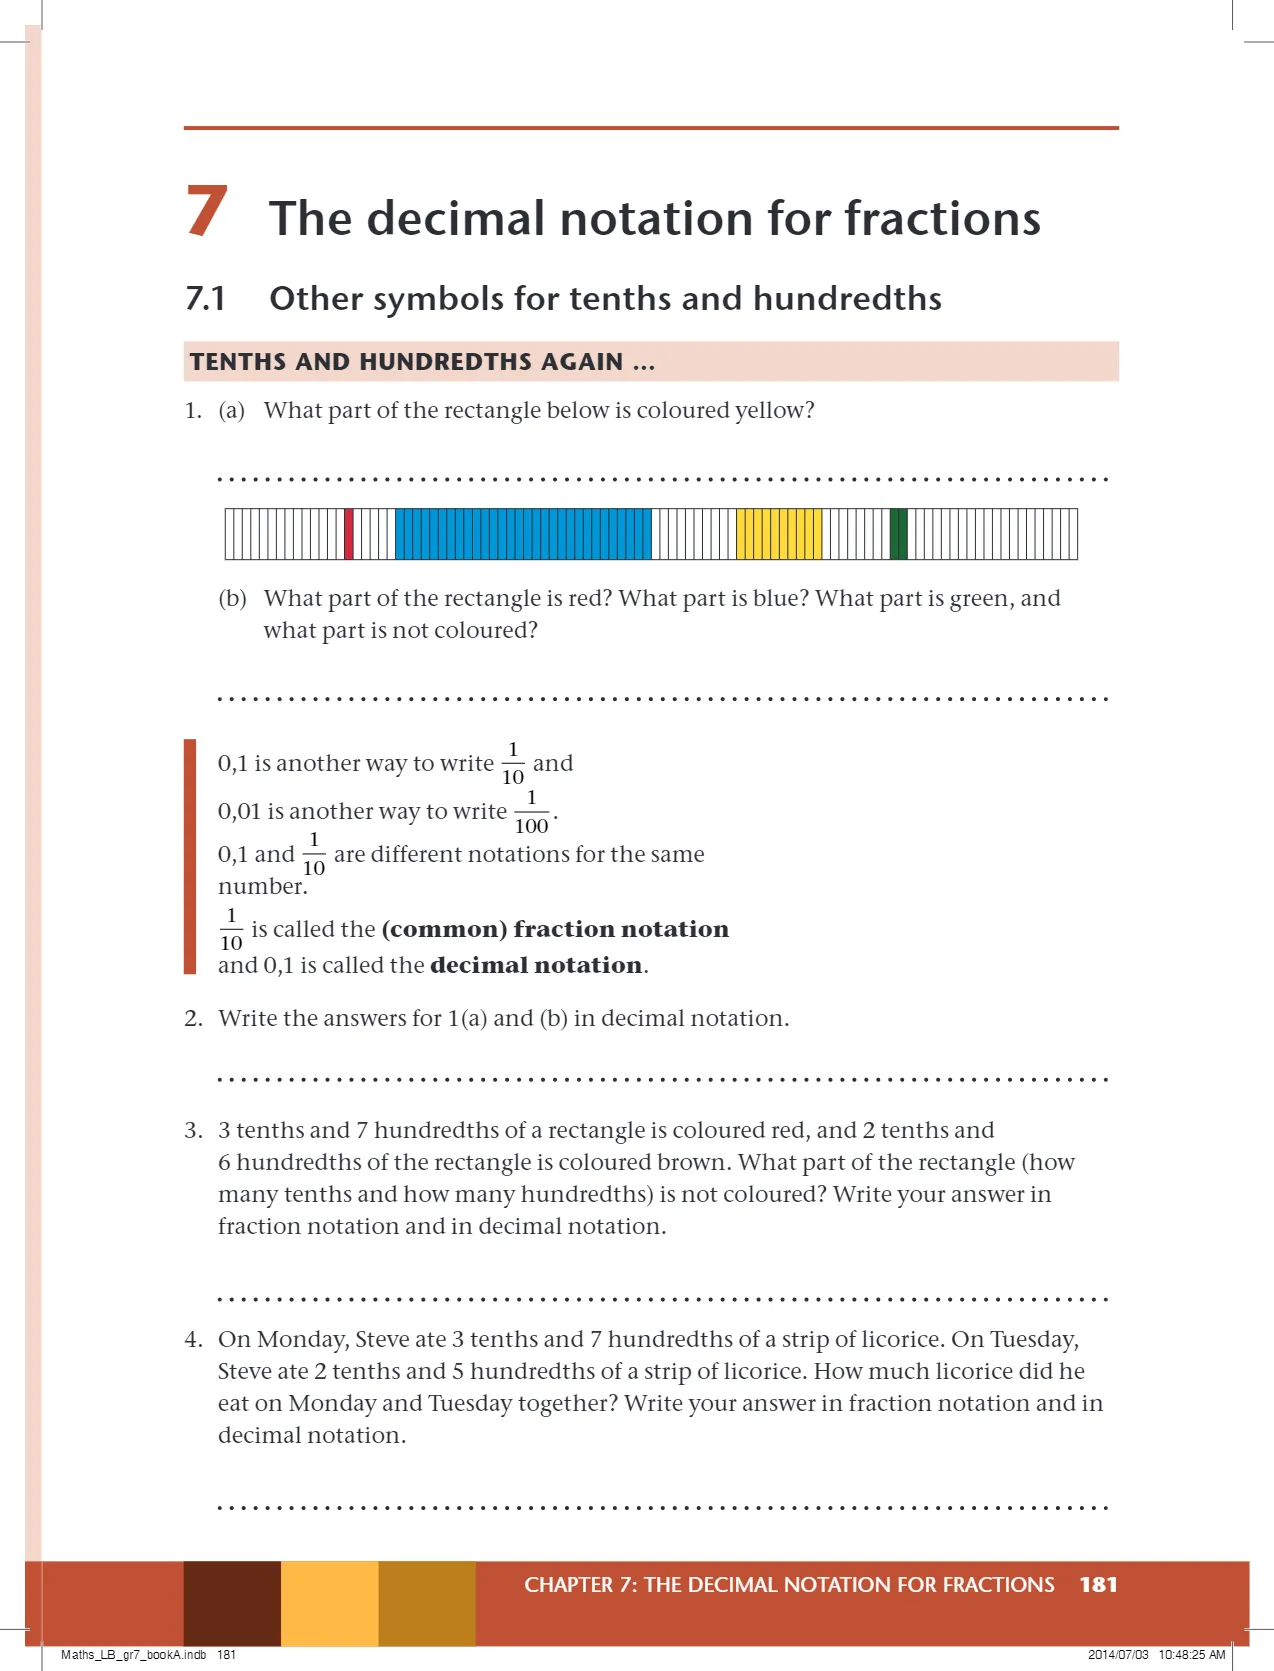 7 The decimal notation for fractions
7.1 Other symbols for tenths and hundredths
TENTHS AND HUNDREDTHS AGAIN ...
1. (a) What part of the rectangle below is coloured yellow?
(b) What part of the rectangle is red? What part is blue? What part is green, and
what part is not coloured?
0,1 is another way to write 1/10 and
0,01 is another way to write 1/100.
0,1 and 1/10 are different notations for the same
number.
1/10 is called the (common) fraction notation
and 0,1 is called the decimal notation.
2. Write the answers for 1(a) and (b) in decimal notation.
3. 3 tenths and 7 hundredths of a rectangle is coloured red, and 2 tenths and
6 hundredths of the rectangle is coloured brown. What part of the rectangle (how
many tenths and how many hundredths) is not coloured? Write your answer in
fraction notation and in decimal notation.
4. On Monday, Steve ate 3 tenths and 7 hundredths of a strip of licorice. On Tuesday,
Steve ate 2 tenths and 5 hundredths of a strip of licorice. How much licorice did he
eat on Monday and Tuesday together? Write your answer in fraction notation and in
decimal notation.
CHAPTER 7: THE DECIMAL NOTATION FOR FRACTIONS 181
Maths_LB_gr7_bookA.indb 181 2014/07/03 10:48:25 AM